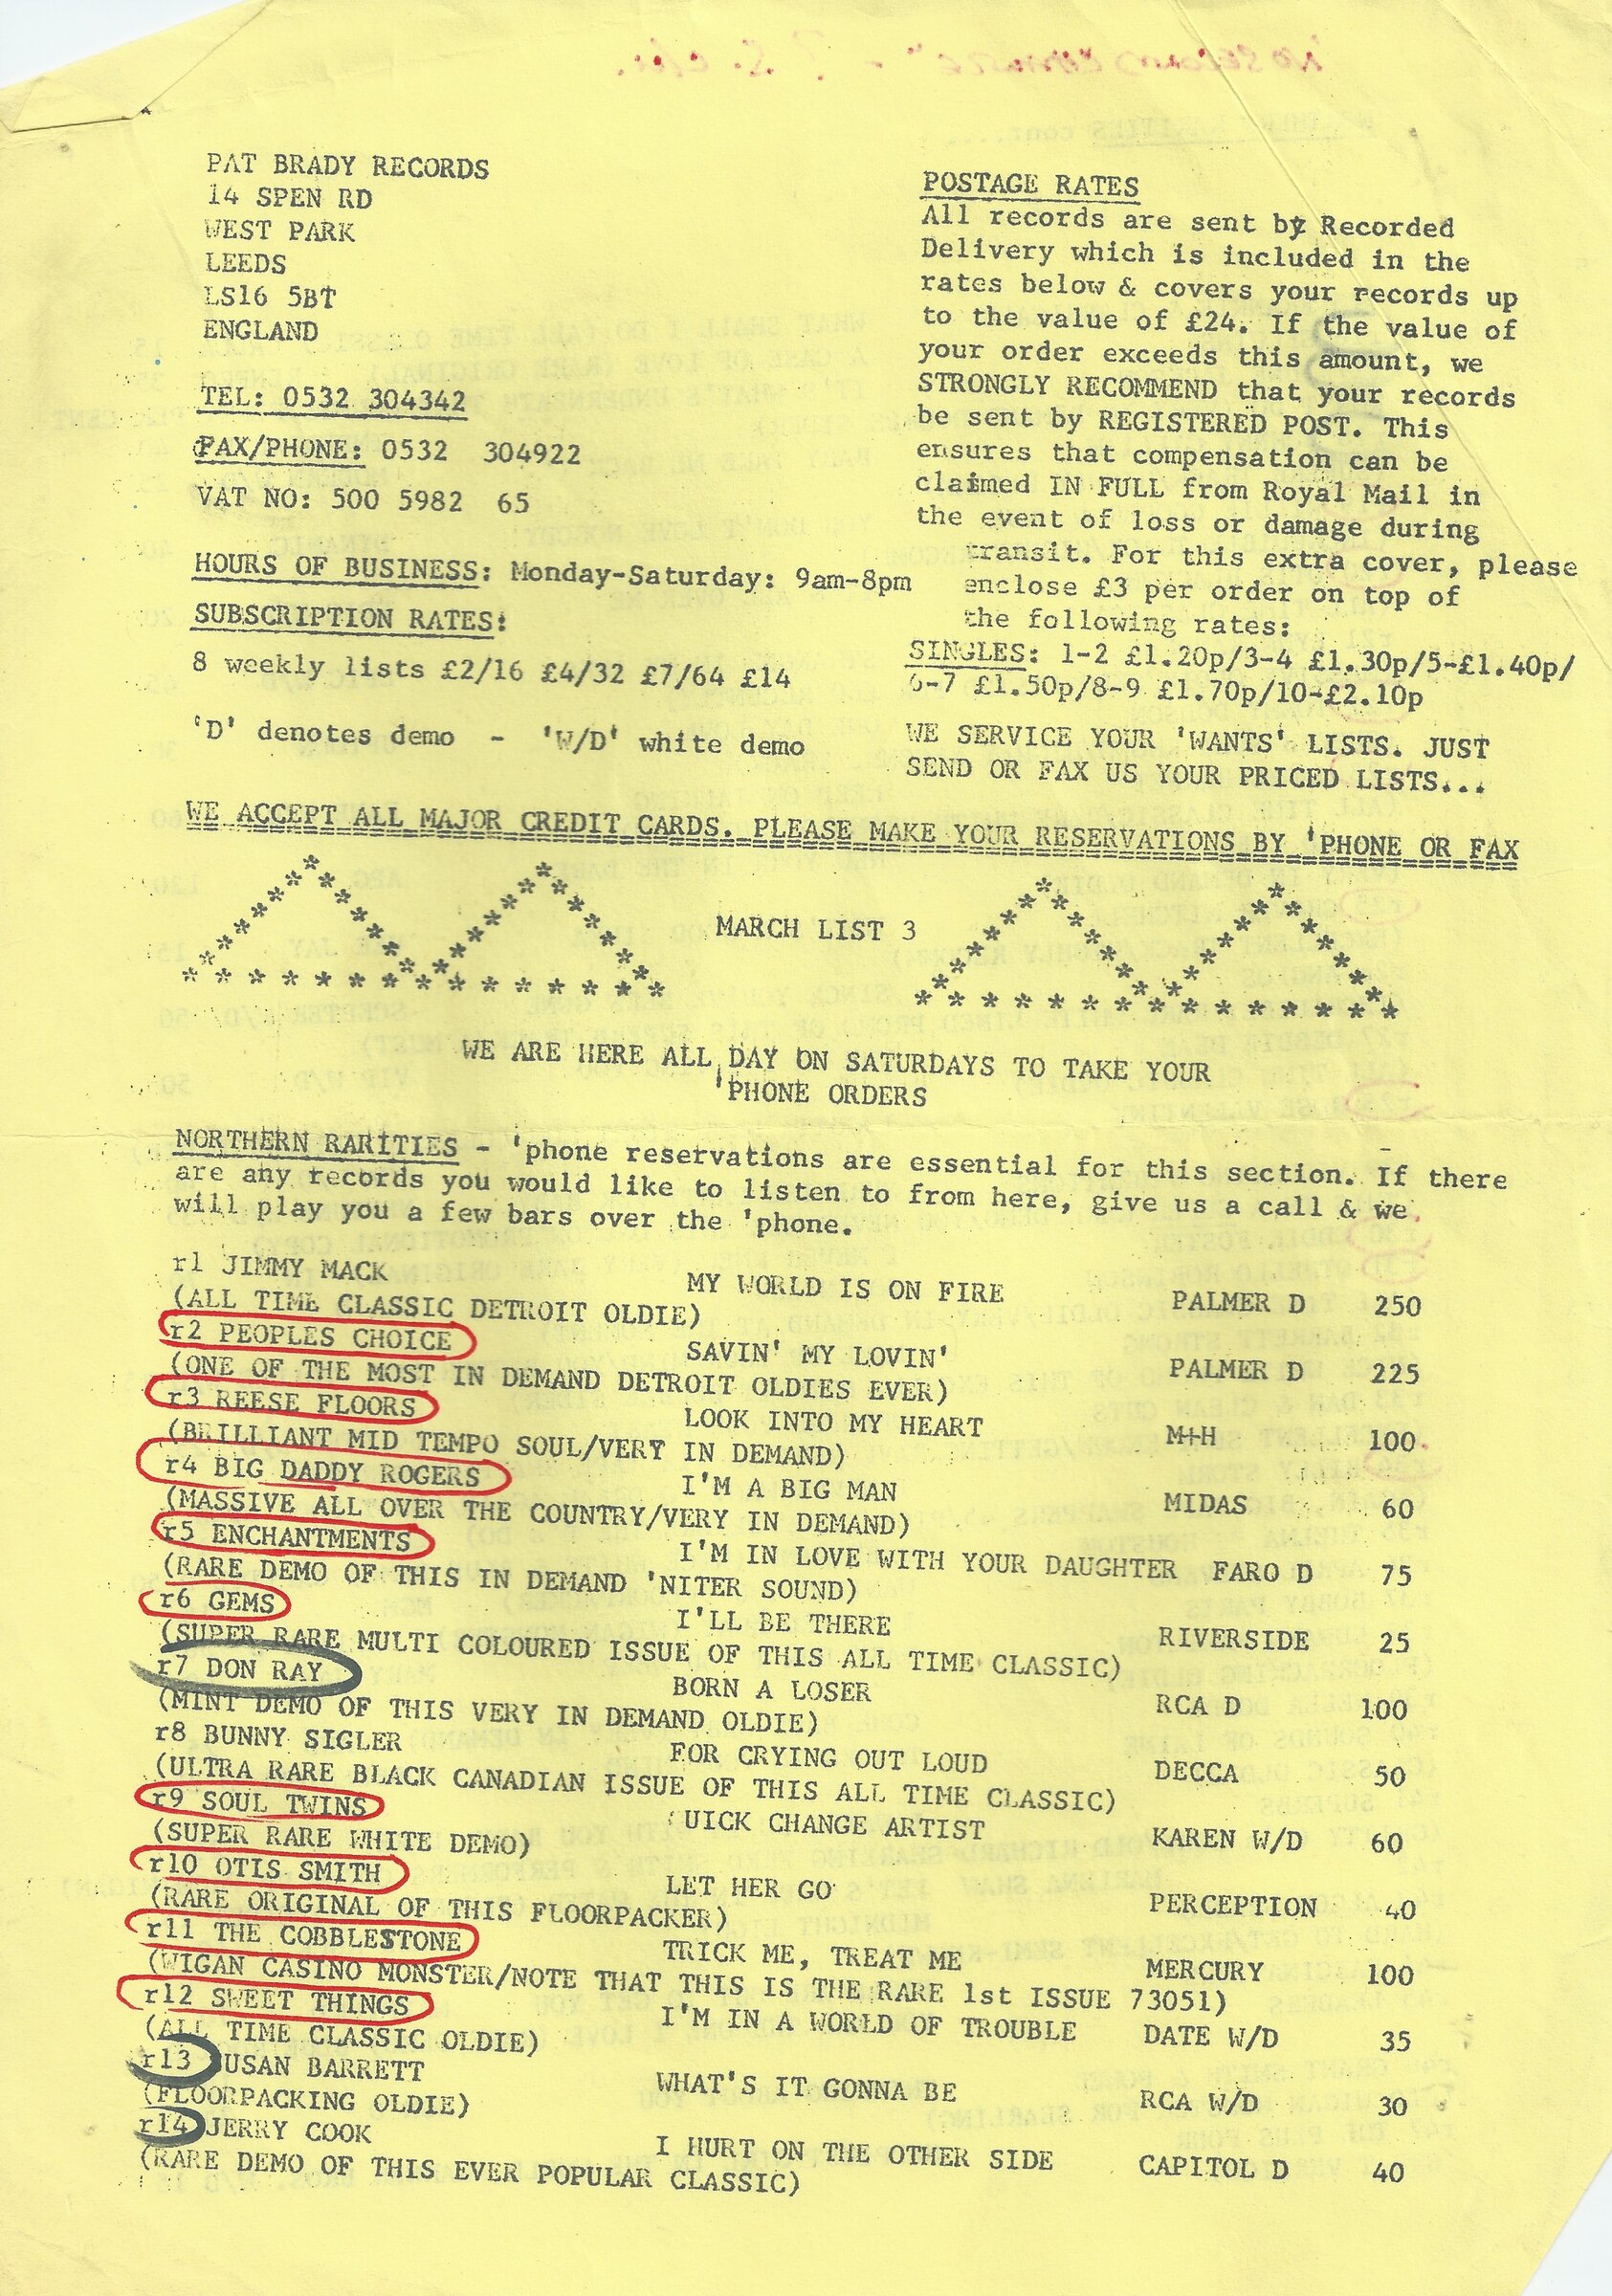 PAT BRADY RECORDS
14 SPEN RD
WEST PARK
LEEDS
LS16 5BT
ENGLAND
TEL: 0532 304342
FAX/PHONE: 0532 304922
VAT NO: 500 5982 65
HOURS OF BUSINESS: Monday-Saturday: 9am-8pm
SUBSCRIPTION RATES:
8 weekly lists £2/16 £4/32 £7/64 £14
'D' denotes demo - 'W/D' white demo
POSTAGE RATES
All records are sent by Recorded
Delivery which is included in the
rates below & covers your records up
to the value of £24. If the value of
your order exceeds this amount, we
STRONGLY RECOMMEND that your records
be sent by REGISTERED POST. This
ensures that compensation can be
claimed IN FULL from Royal Mail in
the event of loss or damage during
transit. For this extra cover, please
enclose £3 per order on top of
the following rates:
SINGLES: 1-2 £1.20p/3-4 £1.30p/5-£1.40p/
6-7 £1.50p/8-9 £1.70p/10-£2.10p
WE SERVICE YOUR 'WANTS' LISTS. JUST
SEND OR FAX US YOUR PRICED LISTS...
WE ACCEPT ALL MAJOR CREDIT CARDS. PLEASE MAKE YOUR RESERVATIONS BY 'PHONE OR FAX
MARCH LIST 3
WE ARE HERE ALL DAY ON SATURDAYS TO TAKE YOUR
'PHONE ORDERS
NORTHERN RARITIES - 'phone reservations are essential for this section. If there
are any records you would like to listen to from here, give us a call & we
will play you a few bars over the 'phone.
r1 JIMMY MACK MY WORLD IS ON FIRE PALMER D 250
(ALL TIME CLASSIC DETROIT OLDIE)
r2 PEOPLES CHOICE SAVIN' MY LOVIN' PALMER D 225
(ONE OF THE MOST IN DEMAND DETROIT OLDIES EVER)
r3 REESE FLOORS LOOK INTO MY HEART M+H 100
(BRILLIANT MID TEMPO SOUL/VERY IN DEMAND)
r4 BIG DADDY ROGERS I'M A BIG MAN MIDAS 60
(MASSIVE ALL OVER THE COUNTRY/VERY IN DEMAND)
r5 ENCHANTMENTS I'M IN LOVE WITH YOUR DAUGHTER FARO D 75
(RARE DEMO OF THIS IN DEMAND 'NITER SOUND)
r6 GEMS I'LL BE THERE RIVERSIDE 25
(SUPER RARE MULTI COLOURED ISSUE OF THIS ALL TIME CLASSIC)
r7 DON RAY BORN A LOSER RCA D 100
(MINT DEMO OF THIS VERY IN DEMAND OLDIE)
r8 BUNNY SIGLER FOR CRYING OUT LOUD DECCA 50
(ULTRA RARE BLACK CANADIAN ISSUE OF THIS ALL TIME CLASSIC)
r9 SOUL TWINS UICK CHANGE ARTIST KAREN W/D 60
(SUPER RARE WHITE DEMO)
r10 OTIS SMITH LET HER GO PERCEPTION 40
(RARE ORIGINAL OF THIS FLOORPACKER)
r11 THE COBBLESTONE TRICK ME, TREAT ME MERCURY 100
(WIGAN CASINO MONSTER/NOTE THAT THIS IS THE RARE 1st ISSUE 73051)
r12 SWEET THINGS I'M IN A WORLD OF TROUBLE DATE W/D 35
(ALL TIME CLASSIC OLDIE)
r13 USAN BARRETT WHAT'S IT GONNA BE RCA W/D 30
(FLOORPACKING OLDIE)
r14 JERRY COOK I HURT ON THE OTHER SIDE CAPITOL D 40
(RARE DEMO OF THIS EVER POPULAR CLASSIC)